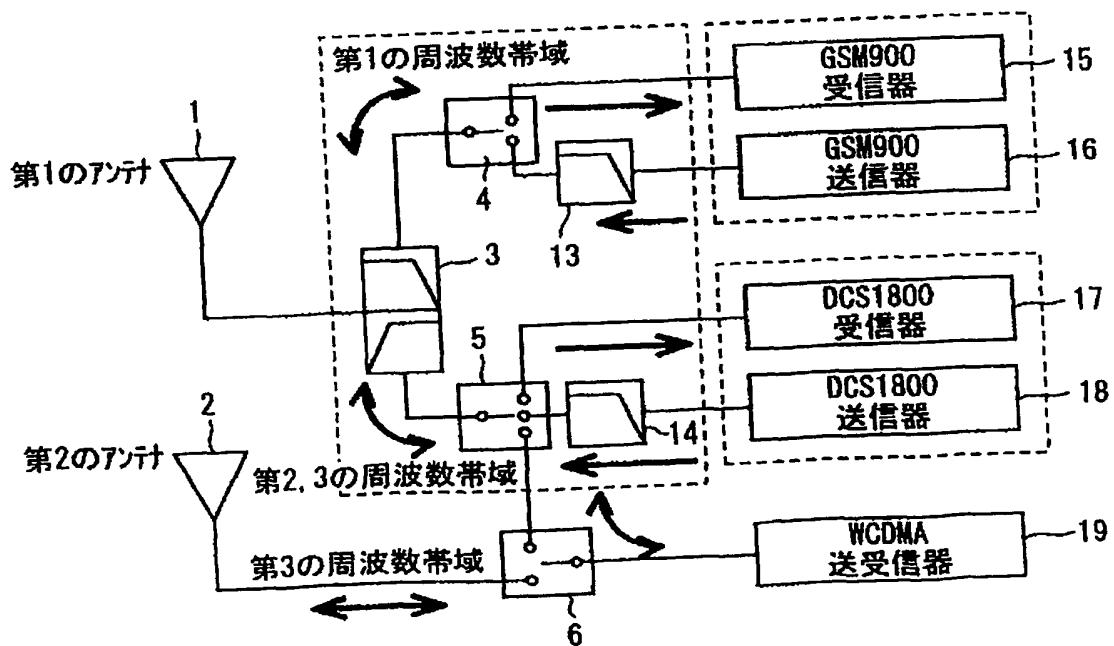 第1の周波数帯域
GSM900
受信器
15
1
第1のアンテナ
4
GSM900
送信器
16
13
3
DCS1800
受信器
17
5
DCS1800
送信器
18
2
14
第2のアンテナ
第2,3の周波数帯域
WCDMA
送受信器
19
第3の周波数帯域
6